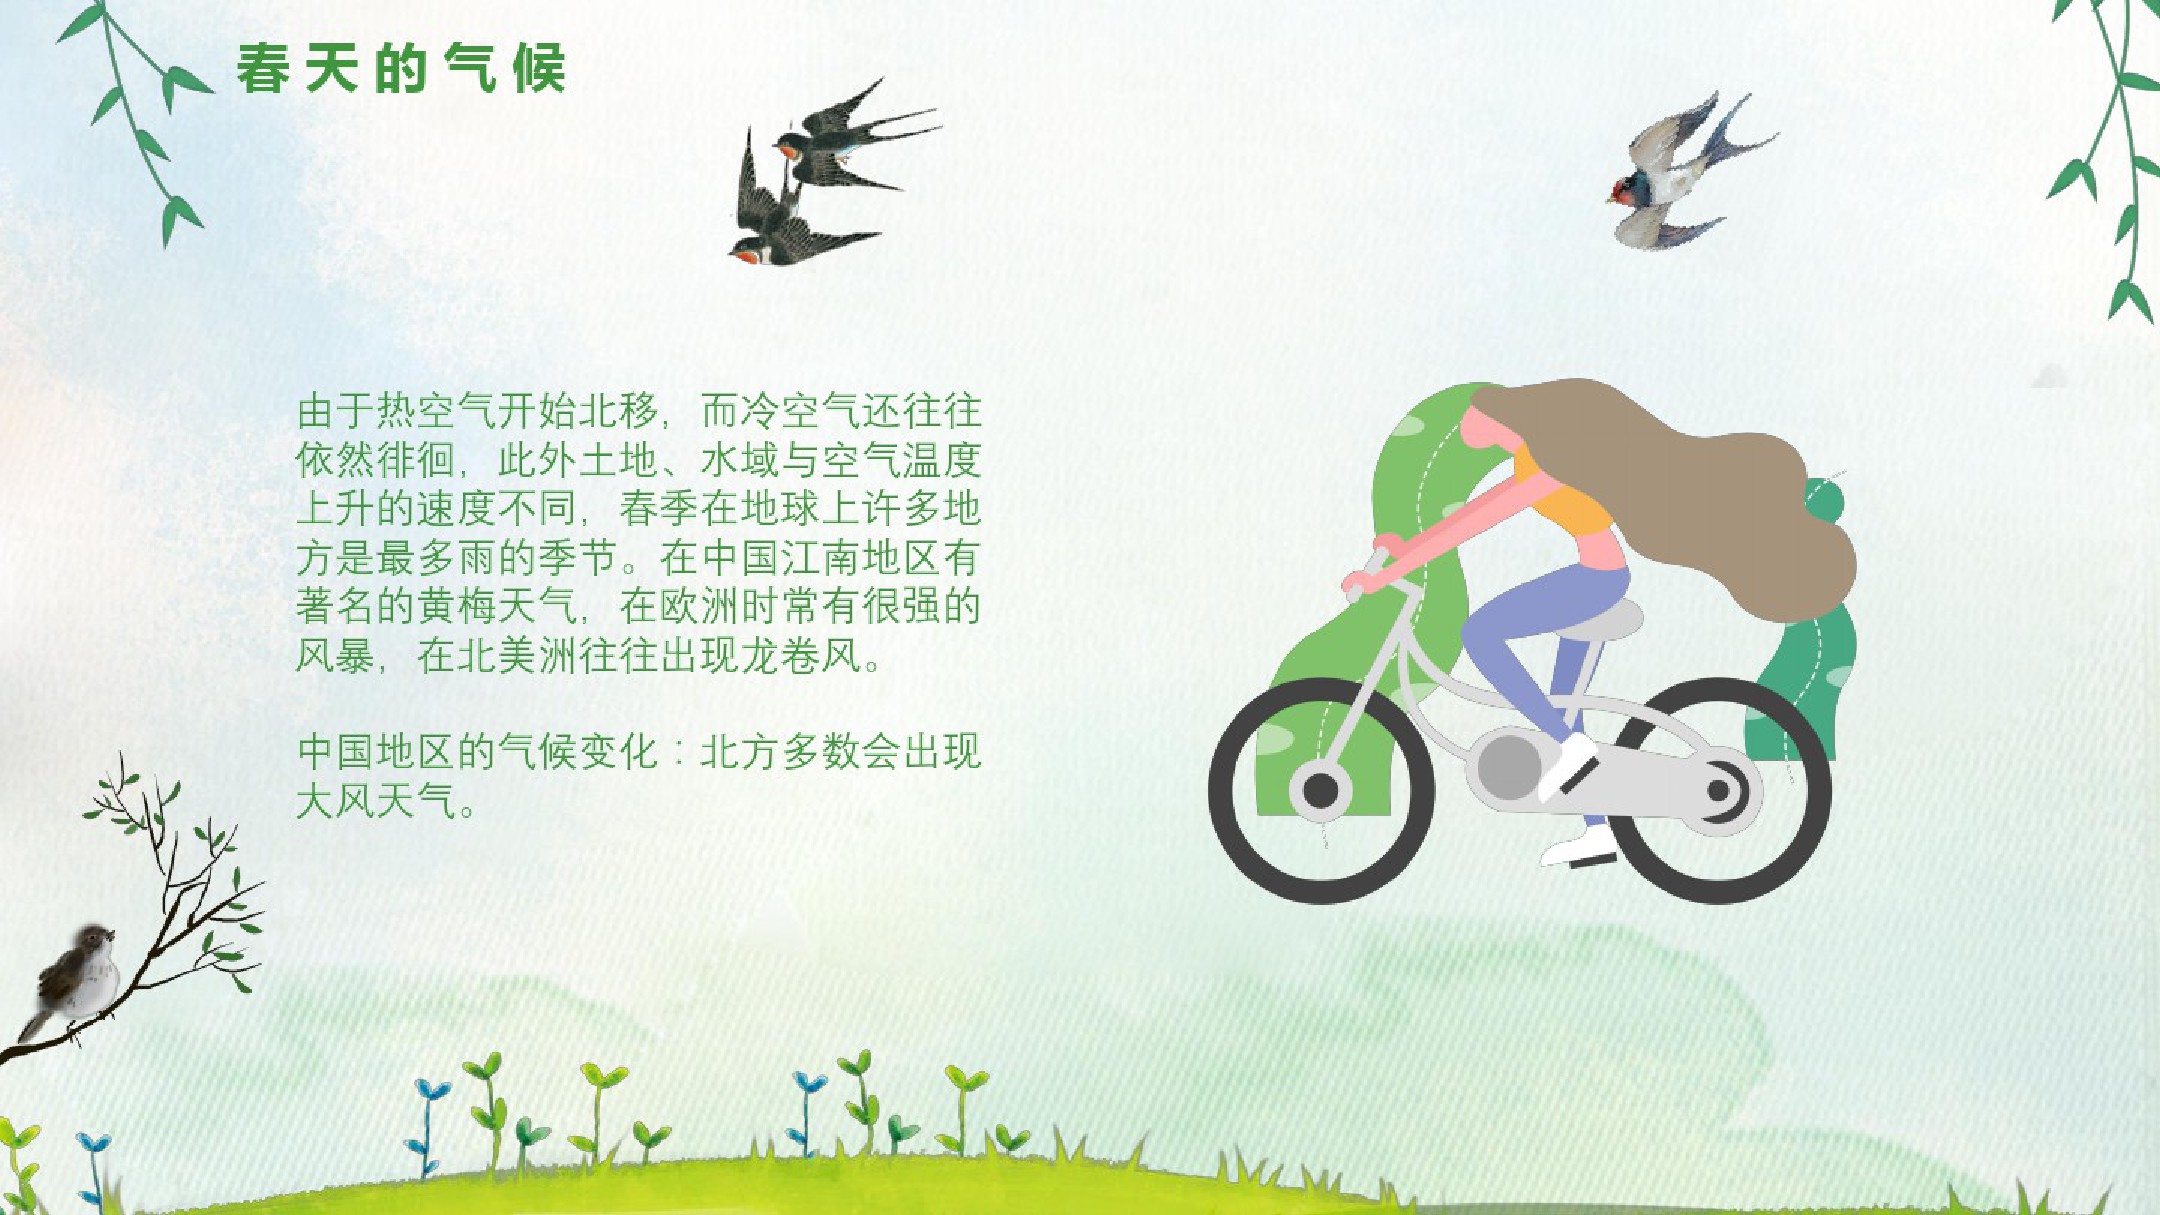 春天的气候
由于热空气开始北移，而冷空气还往往
依然徘徊，此外土地、水域与空气温度
上升的速度不同，春季在地球上许多地
方是最多雨的季节。在中国江南地区有
著名的黄梅天气，在欧洲时常有很强的
风暴，在北美洲往往出现龙卷风。
中国地区的气候变化：北方多数会出现
大风天气。